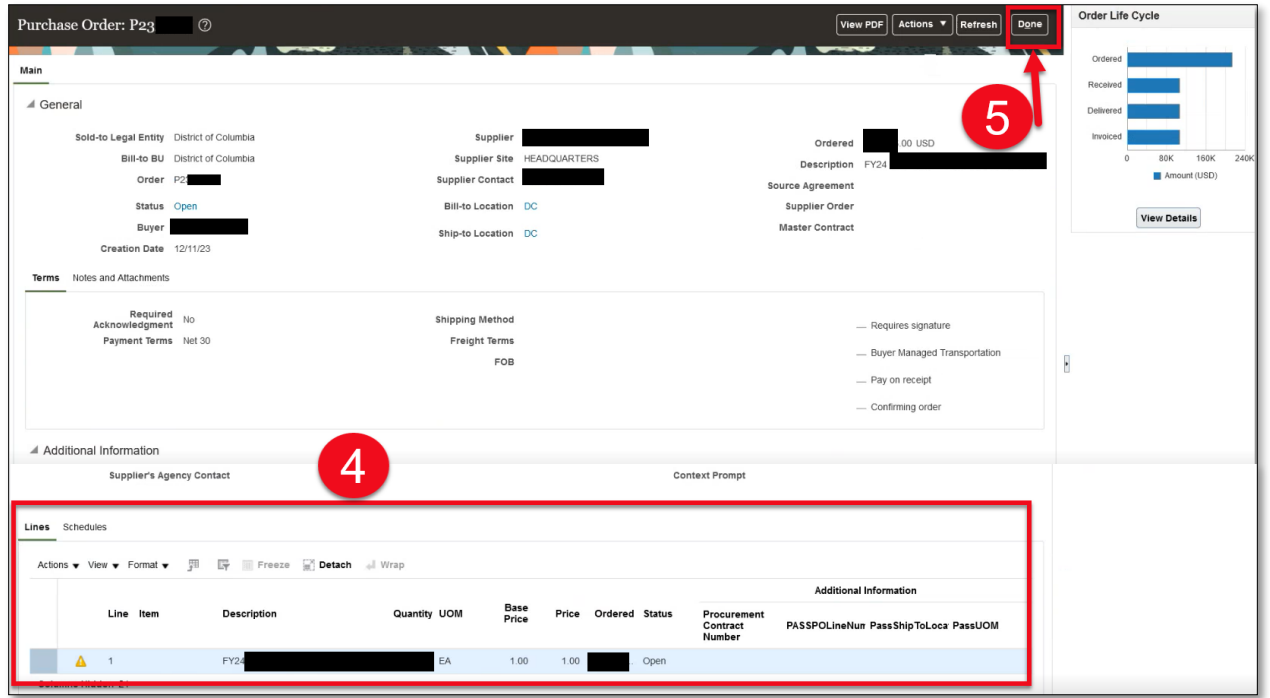 Purchase Order: P23
View PDF Actions Refresh Done
5
Order Life Cycle
Ordered
Received
Delivered
Invoiced
0 80K 160K 240K
Amount (USD)
View Details
Main
General
Sold-to Legal Entity District of Columbia
Bill-to BU District of Columbia
Order P2
Status Open
Buyer
Creation Date 12/11/23
Supplier
Supplier Site HEADQUARTERS
Supplier Contact
Bill-to Location DC
Ship-to Location DC
Ordered .00 USD
Description FY24
Source Agreement
Supplier Order
Master Contract
Terms Notes and Attachments
Required Acknowledgment No
Payment Terms Net 30
Shipping Method
Freight Terms
FOB
Requires signature
Buyer Managed Transportation
Pay on receipt
Confirming order
Additional Information
4
Supplier's Agency Contact
Context Prompt
Lines Schedules
Actions View Format Freeze Detach Wrap
Additional Information
Line Item Description Quantity UOM Base Price Price Ordered Status Procurement Contract Number PASSPOLineNum PassShipToLoca PassUOM
1 FY24 EA 1.00 1.00 Open